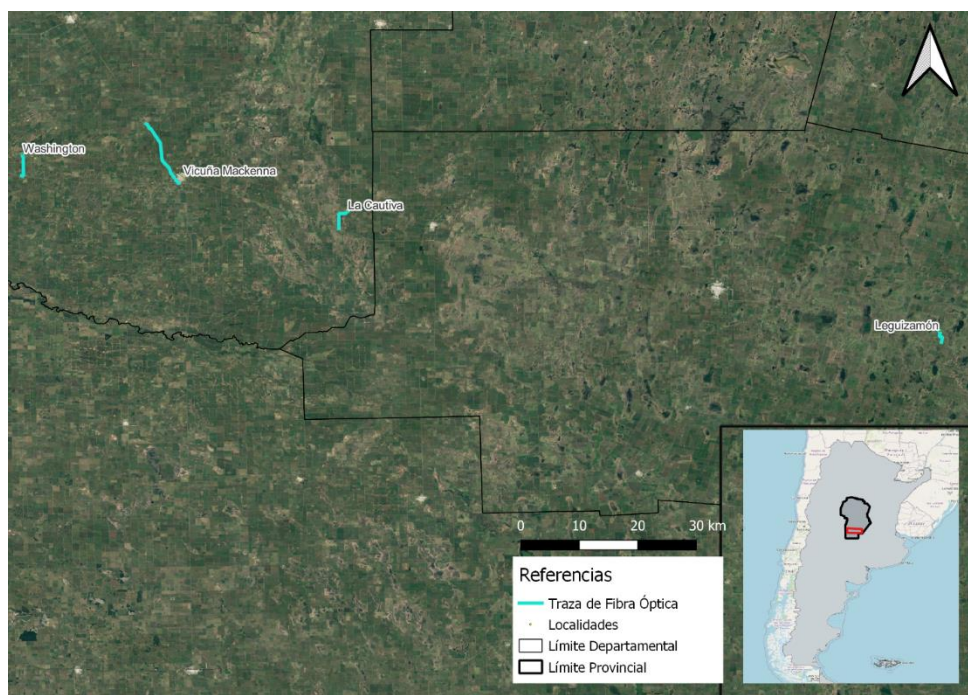 Washington
Vicuña Mackenna
La Cautiva
Leguizamón
0 10 20 30 km
Referencias
Traza de Fibra Óptica
Localidades
Límite Departamental
Límite Provincial